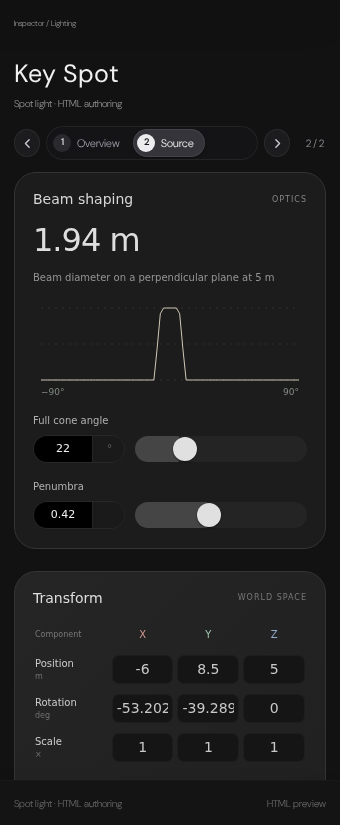 Inspector / Lighting
Key Spot
Spot light · HTML authoring
1 Overview 2 Source 2 / 2
Beam shaping OPTICS
1.94 m
Beam diameter on a perpendicular plane at 5 m
−90° 90°
Full cone angle
22 °
Penumbra
0.42
Transform WORLD SPACE
Component X Y Z
Position -6 8.5 5
m
Rotation -53.202 -39.289 0
deg
Scale 1 1 1
×
Spot light · HTML authoring HTML preview